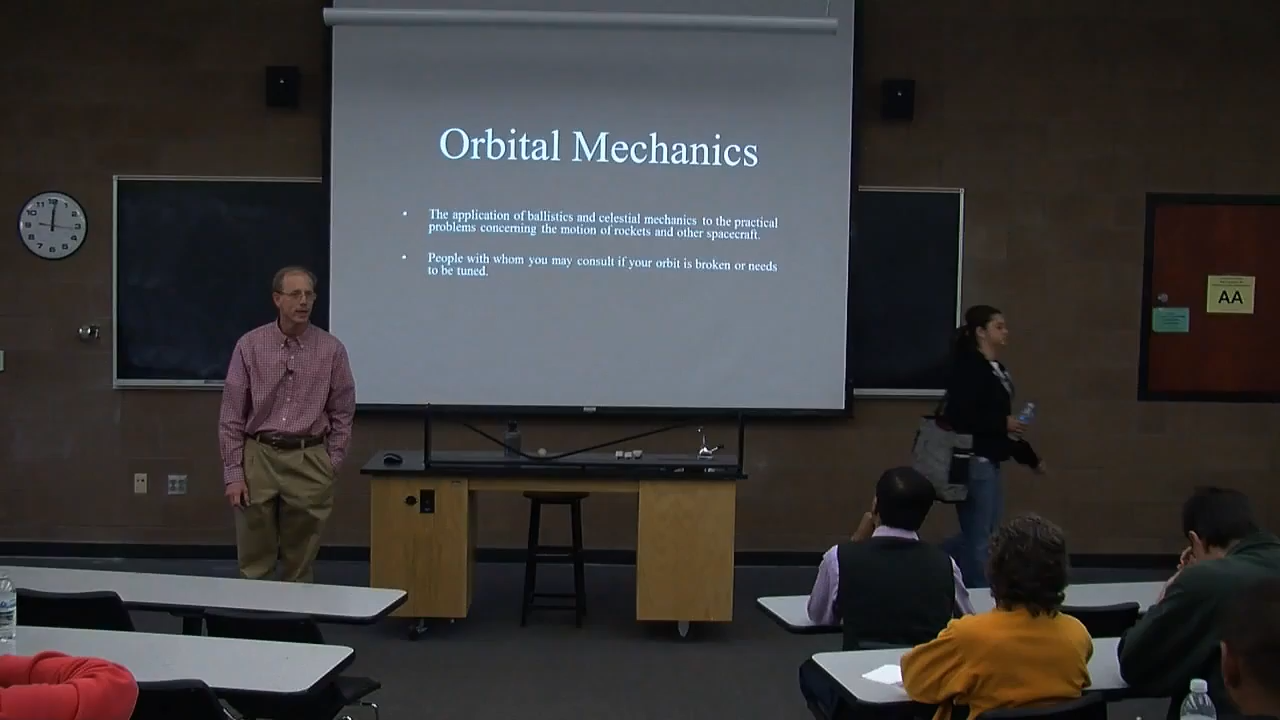 Orbital Mechanics
• The application of ballistics and celestial mechanics to the practical
problems concerning the motion of rockets and other spacecraft.
• People with whom you may consult if your orbit is broken or needs
to be tuned.
AA